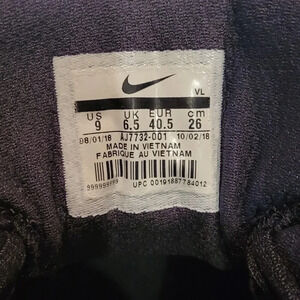 VL
US UK EUR cm
9 6.5 40.5 26
08/01/18 AJ7732-001 10/02/18
MADE IN VIETNAM
FABRIQUE AU VIETNAM
9999999999
UPC 00191887784012